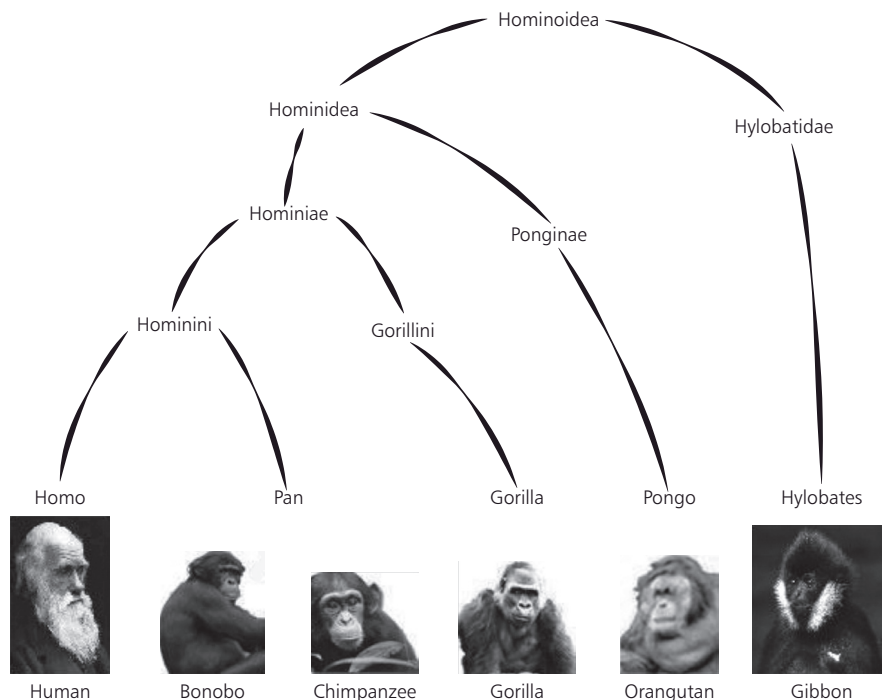 Hominoidea
Hominidea
Hylobatidae
Hominiae
Ponginae
Hominini
Gorillini
Homo
Pan
Gorilla
Pongo
Hylobates
Human
Bonobo
Chimpanzee
Gorilla
Orangutan
Gibbon